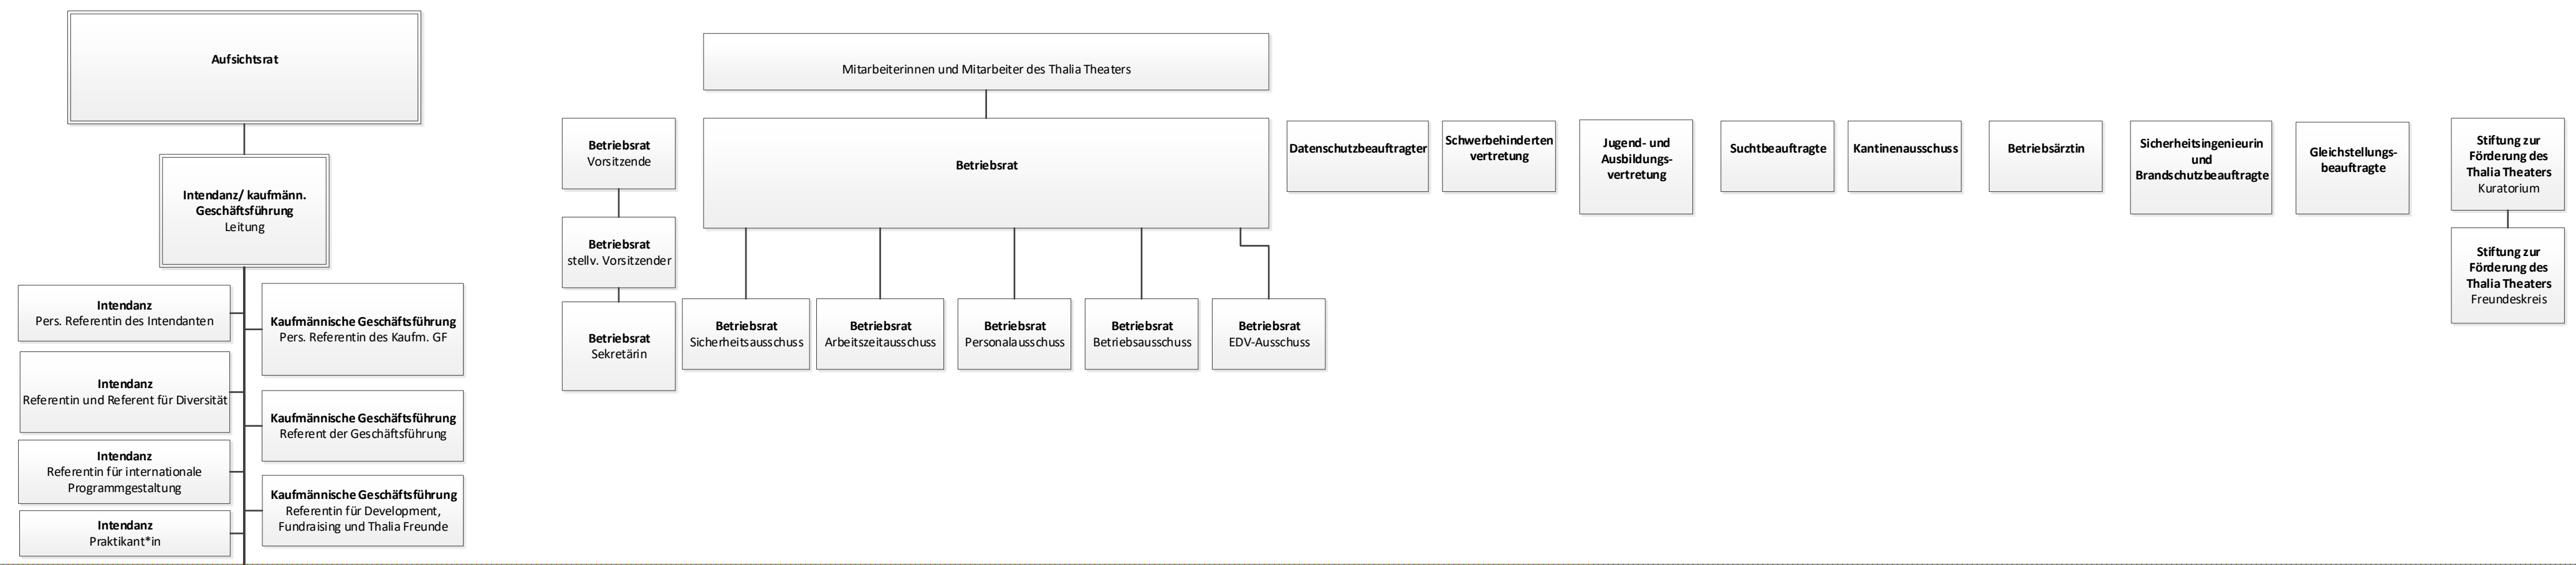 Aufsichtsrat
Intendanz/ kaufmänn.
Geschäftsführung
Leitung
Intendanz
Pers. Referentin des Intendanten
Intendanz
Referentin und Referent für Diversität
Intendanz
Referentin für internationale
Programmgestaltung
Intendanz
Praktikant*in
Kaufmännische Geschäftsführung
Pers. Referentin des Kaufm. GF
Kaufmännische Geschäftsführung
Referent der Geschäftsführung
Kaufmännische Geschäftsführung
Referentin für Development,
Fundraising und Thalia Freunde
Betriebsrat
Vorsitzende
Betriebsrat
stellv. Vorsitzender
Betriebsrat
Sekretärin
Mitarbeiterinnen und Mitarbeiter des Thalia Theaters
Betriebsrat
Betriebsrat
Sicherheitsausschuss
Betriebsrat
Arbeitszeitausschuss
Betriebsrat
Personalausschuss
Betriebsrat
Betriebsausschuss
Betriebsrat
EDV-Ausschuss
Datenschutzbeauftragter
Schwerbehinderten
vertretung
Jugend- und
Ausbildungs-
vertretung
Suchtbeauftragte
Kantinenausschuss
Betriebsärztin
Sicherheitsingenieurin
und
Brandschutzbeauftragte
Gleichstellungs-
beauftragte
Stiftung zur
Förderung des
Thalia Theaters
Kuratorium
Stiftung zur
Förderung des
Thalia Theaters
Freundeskreis